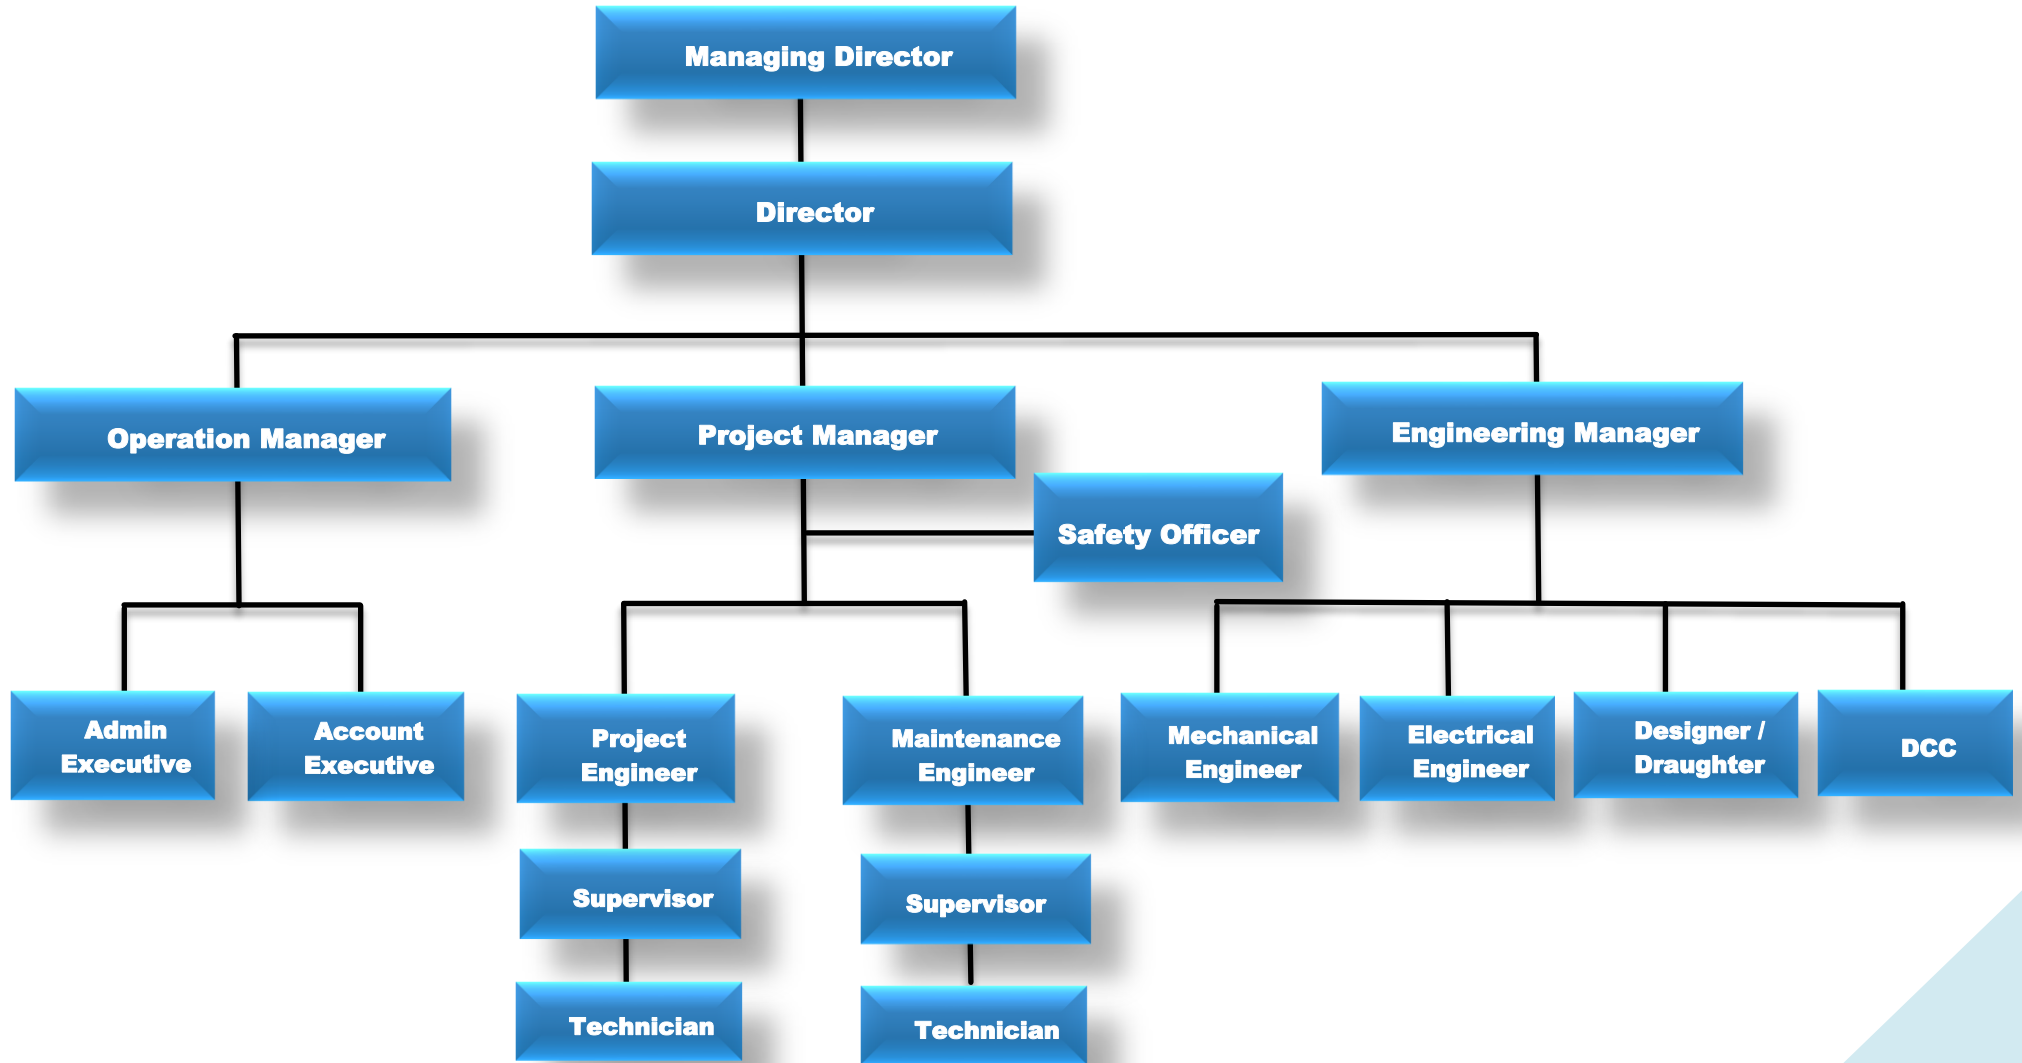 Managing Director
Director
Operation Manager
Project Manager
Engineering Manager
Safety Officer
Admin
Executive
Account
Executive
Project
Engineer
Maintenance
Engineer
Mechanical
Engineer
Electrical
Engineer
Designer /
Draughter
DCC
Supervisor
Supervisor
Technician
Technician